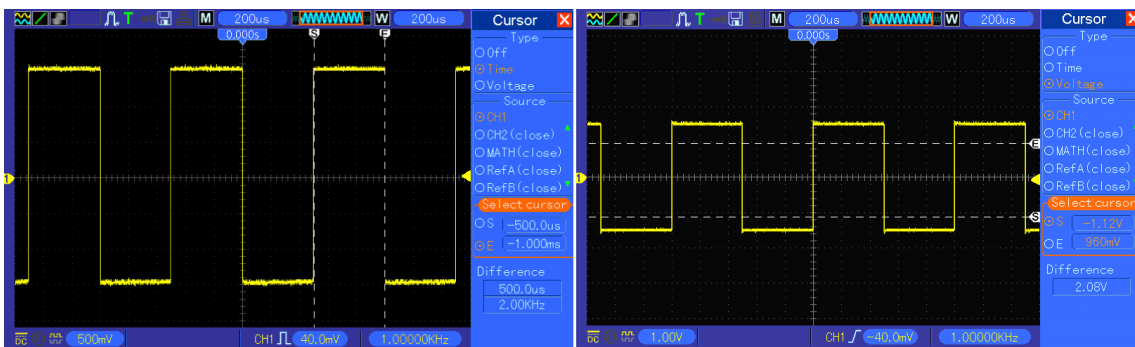 M 200us W 200us Cursor X
0.000s
S E
Type
Off
Time
Voltage
Source
CH1
CH2(close)
MATH(close)
RefA(close)
RefB(close)
1
Select cursor
S -500.0us
E -1.000ms
Difference
500.0us
2.00KHz
DC 500mV CH1 40.0mV 1.00000KHz
T M 200us W 200us Cursor X
0.000s
Type
Off
Time
Voltage
Source
CH1
CH2(close)
E
MATH(close)
RefA(close)
1
RefB(close)
Select cursor
S
S -1.12V
E 960mV
Difference
2.08V
DC 1.00V CH1 -40.0mV 1.00000KHz